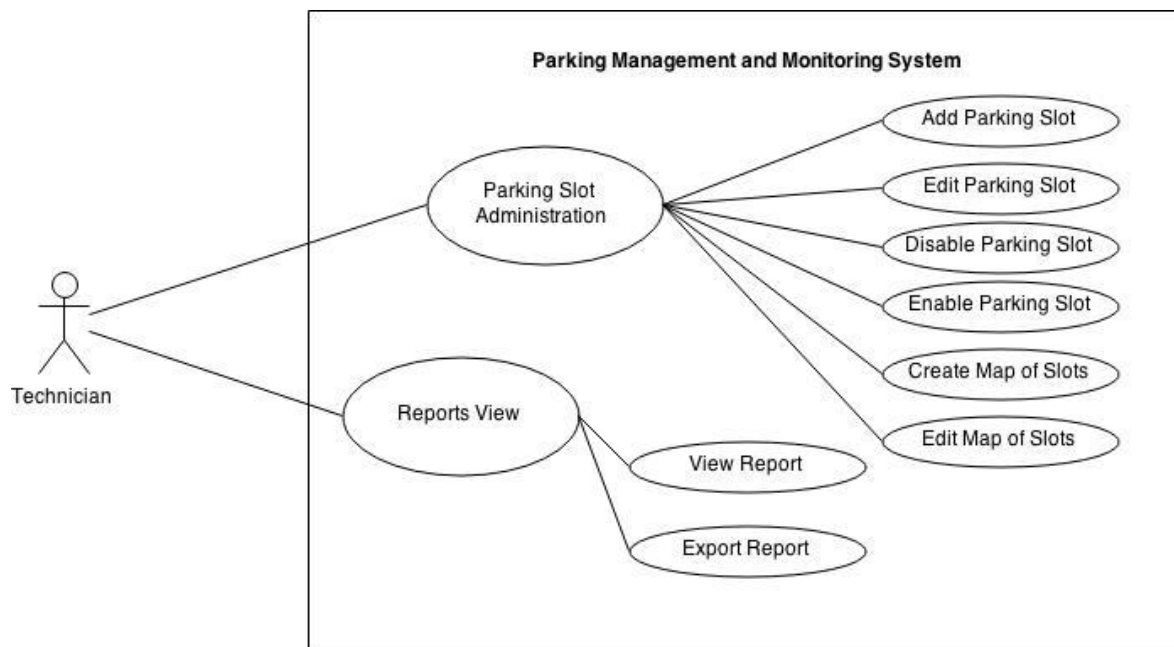 Parking Management and Monitoring System
Add Parking Slot
Parking Slot
Administration
Edit Parking Slot
Disable Parking Slot
Enable Parking Slot
Technician
Create Map of Slots
Reports View
Edit Map of Slots
View Report
Export Report